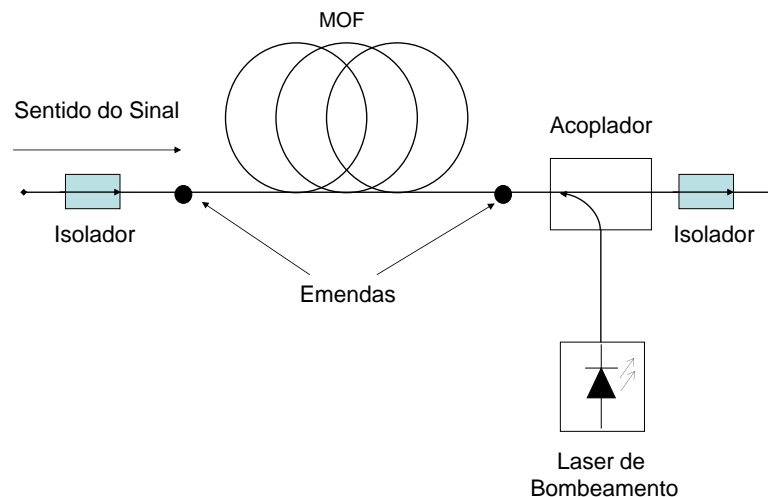 MOF
Sentido do Sinal
Acoplador
Isolador
Isolador
Emendas
Laser de
Bombeamento